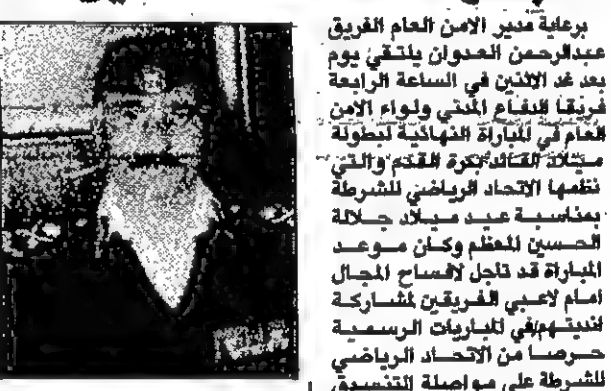 برعاية مدير الامن العام الفريق
عبدالرحمن العدوان يلتقي يوم
بعد غد الإثنين في الساعة الرابعة
فريقا الدفاع المدني ولواء الامن
العام في المباراة النهائية لبطولة
ميلاد القائد بكرة القدم والتي
نظمها الاتحاد الرياضي للشرطة
بمناسبة عيد ميلاد جلالة
الحسين المعظم وكان موعد
المباراة قد تاجل لافساح المجال
امام لاعبي الفريقين لمشاركة
انديتهم في المباريات الرسمية
حرصا من الاتحاد الرياضي
للشرطة على مواصلة التنسيق